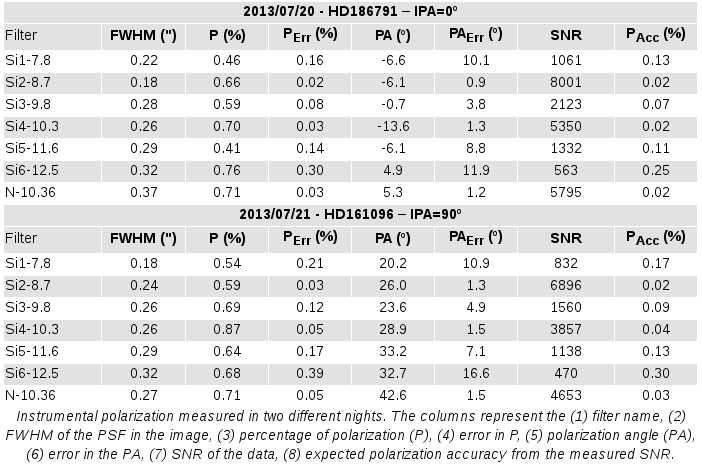 2013/07/20 - HD186791 – IPA=0º
Filter FWHM (") P (%) PErr (%) PA (º) PAErr (º) SNR PAcc (%)
Si1-7.8 0.22 0.46 0.16 -6.6 10.1 1061 0.13
Si2-8.7 0.18 0.66 0.02 -6.1 0.9 8001 0.02
Si3-9.8 0.28 0.59 0.08 -0.7 3.8 2123 0.07
Si4-10.3 0.26 0.70 0.03 -13.6 1.3 5350 0.02
Si5-11.6 0.29 0.41 0.14 -6.1 8.8 1332 0.11
Si6-12.5 0.32 0.76 0.30 4.9 11.9 563 0.25
N-10.36 0.37 0.71 0.03 5.3 1.2 5795 0.02
2013/07/21 - HD161096 – IPA=90º
Filter FWHM (") P (%) PErr (%) PA (º) PAErr (º) SNR PAcc (%)
Si1-7.8 0.18 0.54 0.21 20.2 10.9 832 0.17
Si2-8.7 0.24 0.59 0.03 26.0 1.3 6896 0.02
Si3-9.8 0.26 0.69 0.12 23.6 4.9 1560 0.09
Si4-10.3 0.26 0.87 0.05 28.9 1.5 3857 0.04
Si5-11.6 0.29 0.64 0.17 33.2 7.1 1138 0.13
Si6-12.5 0.32 0.68 0.39 32.7 16.6 470 0.30
N-10.36 0.27 0.71 0.05 42.6 1.5 4653 0.03
Instrumental polarization measured in two different nights. The columns represent the (1) filter name, (2)
FWHM of the PSF in the image, (3) percentage of polarization (P), (4) error in P, (5) polarization angle (PA),
(6) error in the PA, (7) SNR of the data, (8) expected polarization accuracy from the measured SNR.